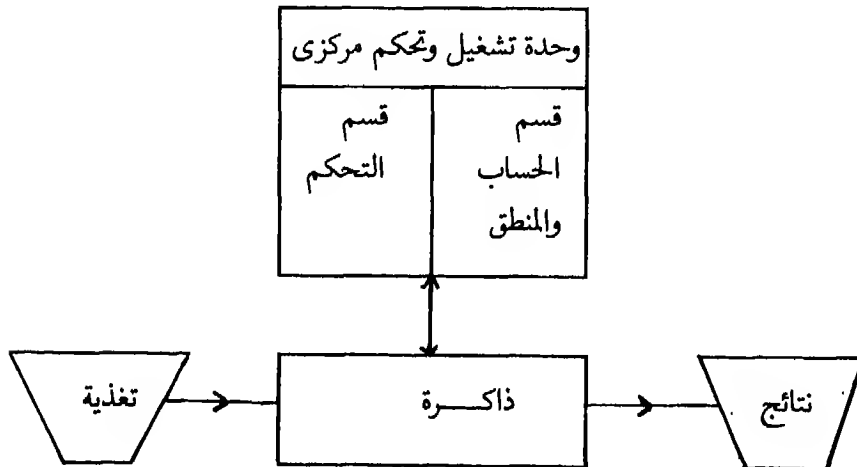 وحدة تشغيل وتحكم مركزى
قسم
الحساب
والمنطق
قسم
التحكم
تغذية
ذاكـــرة
نتائج